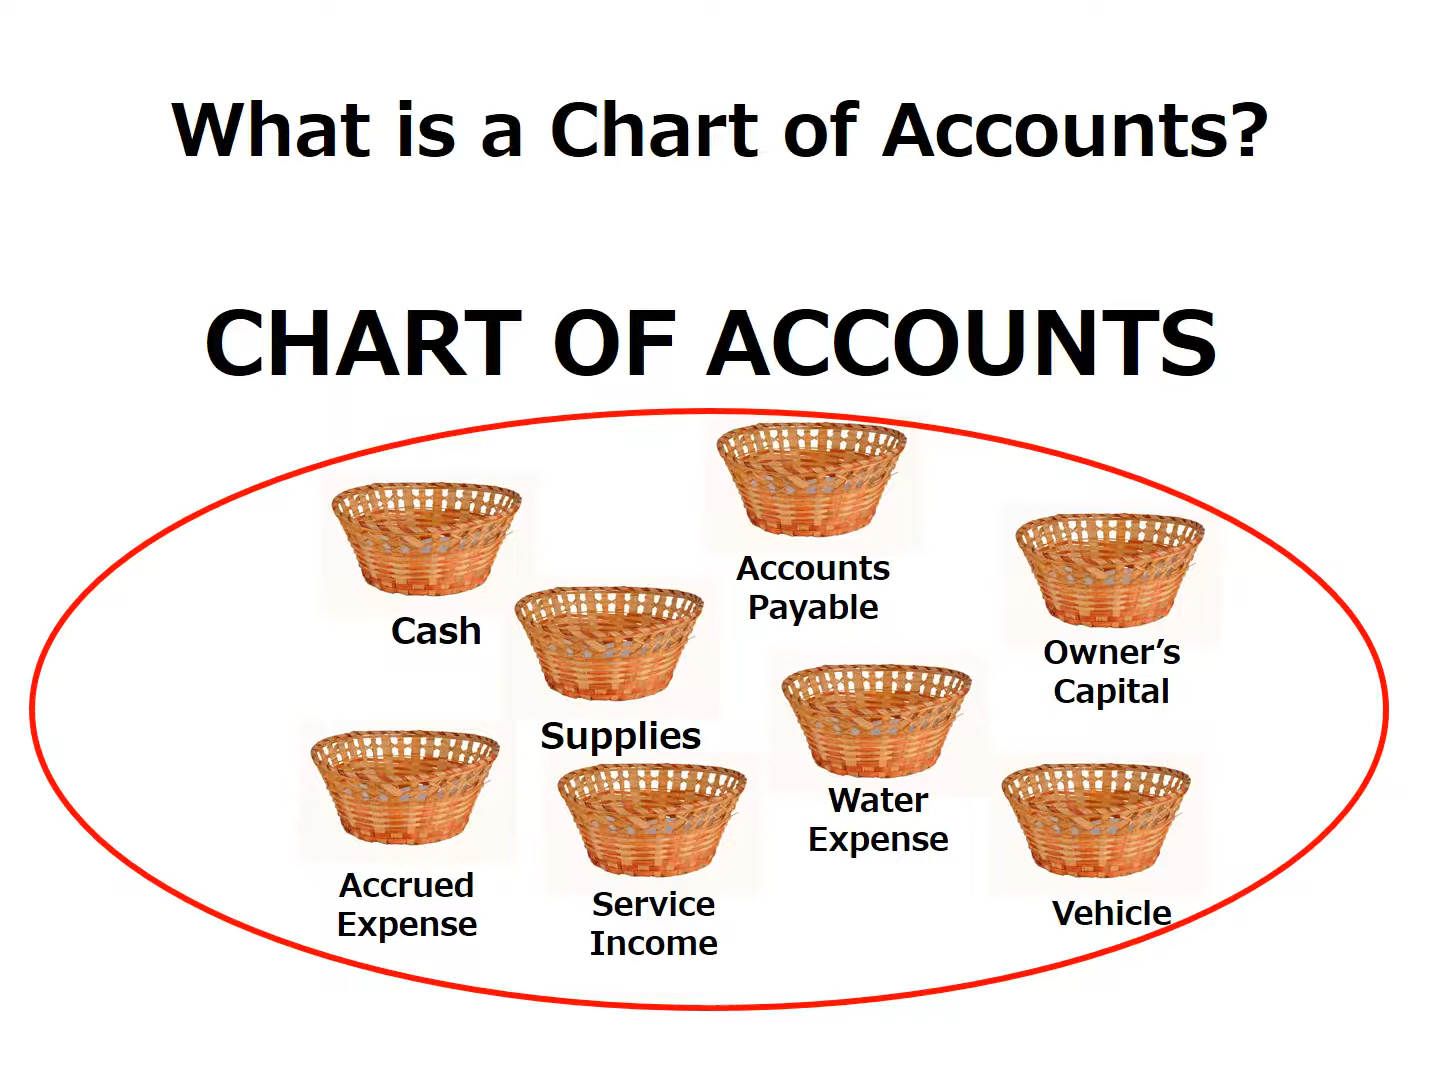 What is a Chart of Accounts?
CHART OF ACCOUNTS
Cash
Supplies
Accounts
Payable
Owner’s
Capital
Accrued
Expense
Service
Income
Water
Expense
Vehicle